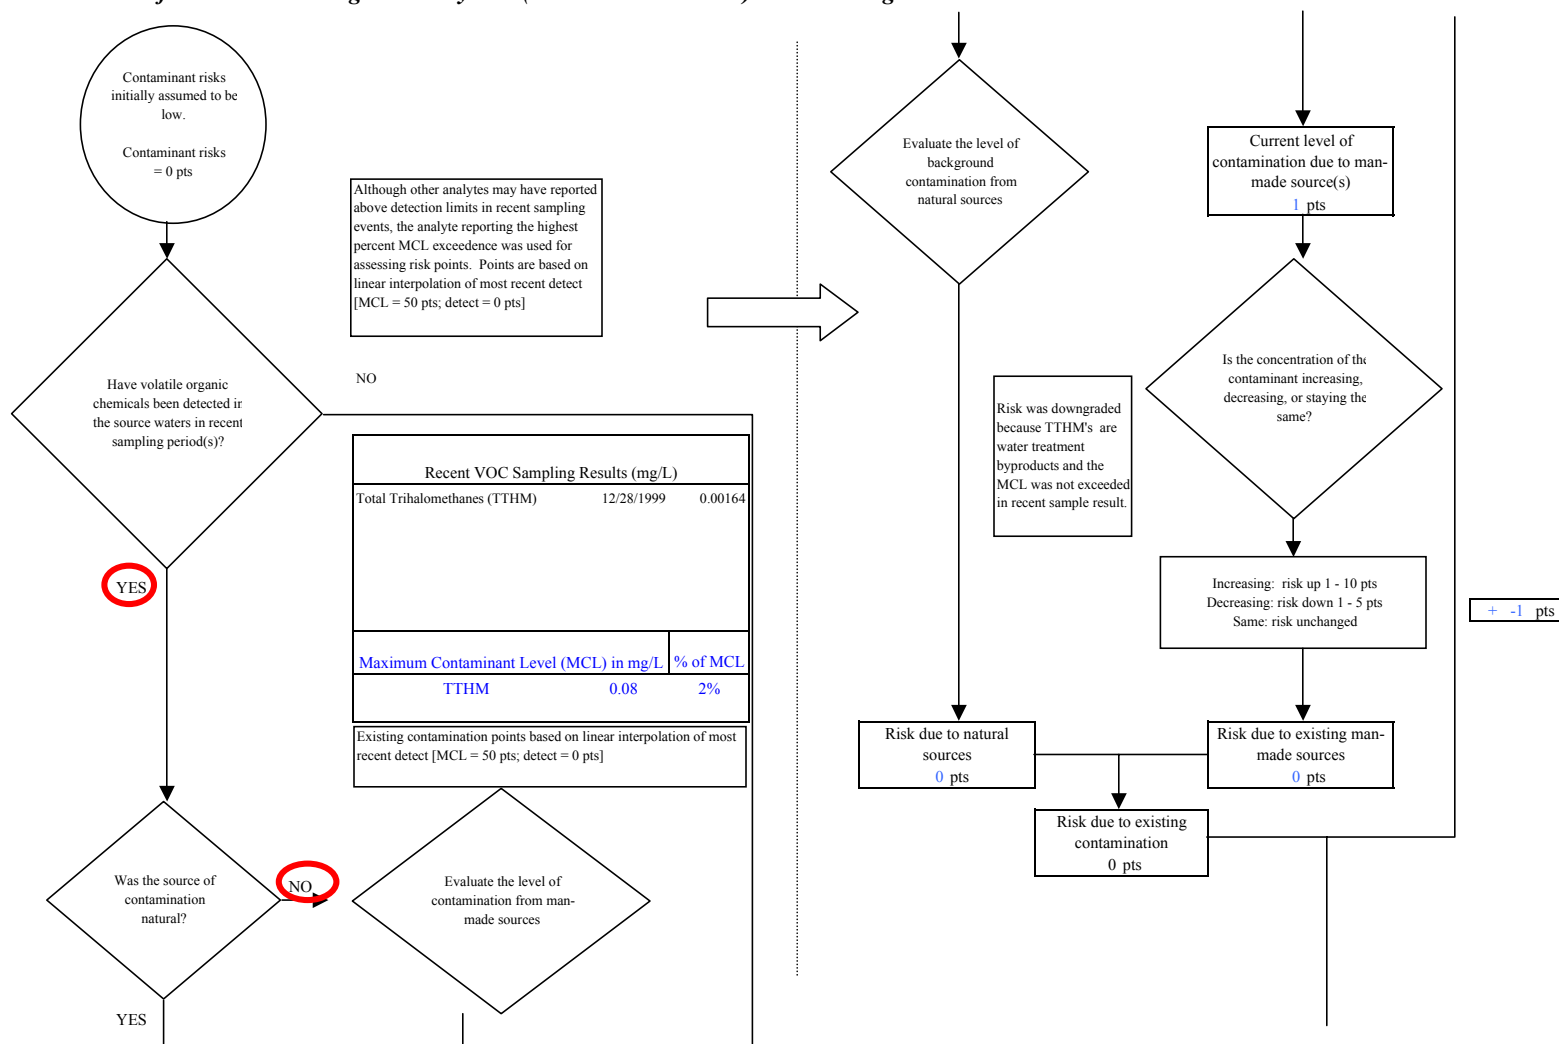 Contaminant risks
initially assumed to be
low.
Contaminant risks
= 0 pts
Although other analytes may have reported
above detection limits in recent sampling
events, the analyte reporting the highest
percent MCL exceedence was used for
assessing risk points. Points are based on
linear interpolation of most recent detect
[MCL = 50 pts; detect = 0 pts]
Have volatile organic
chemicals been detected in
the source waters in recent
sampling period(s)?
NO
Recent VOC Sampling Results (mg/L)
Total Trihalomethanes (TTHM) 12/28/1999 0.00164
YES
Maximum Contaminant Level (MCL) in mg/L % of MCL
TTHM 0.08 2%
Existing contamination points based on linear interpolation of most
recent detect [MCL = 50 pts; detect = 0 pts]
Was the source of
contamination
natural?
NO
Evaluate the level of
contamination from man-
made sources
YES
Evaluate the level of
background
contamination from
natural sources
Current level of
contamination due to man-
made source(s)
1 pts
Is the concentration of the
contaminant increasing,
decreasing, or staying the
same?
Risk was downgraded
because TTHM's are
water treatment
byproducts and the
MCL was not exceeded
in recent sample result.
Increasing: risk up 1 - 10 pts
Decreasing: risk down 1 - 5 pts
Same: risk unchanged
+ -1 pts
Risk due to natural
sources
0 pts
Risk due to existing man-
made sources
0 pts
Risk due to existing
contamination
0 pts